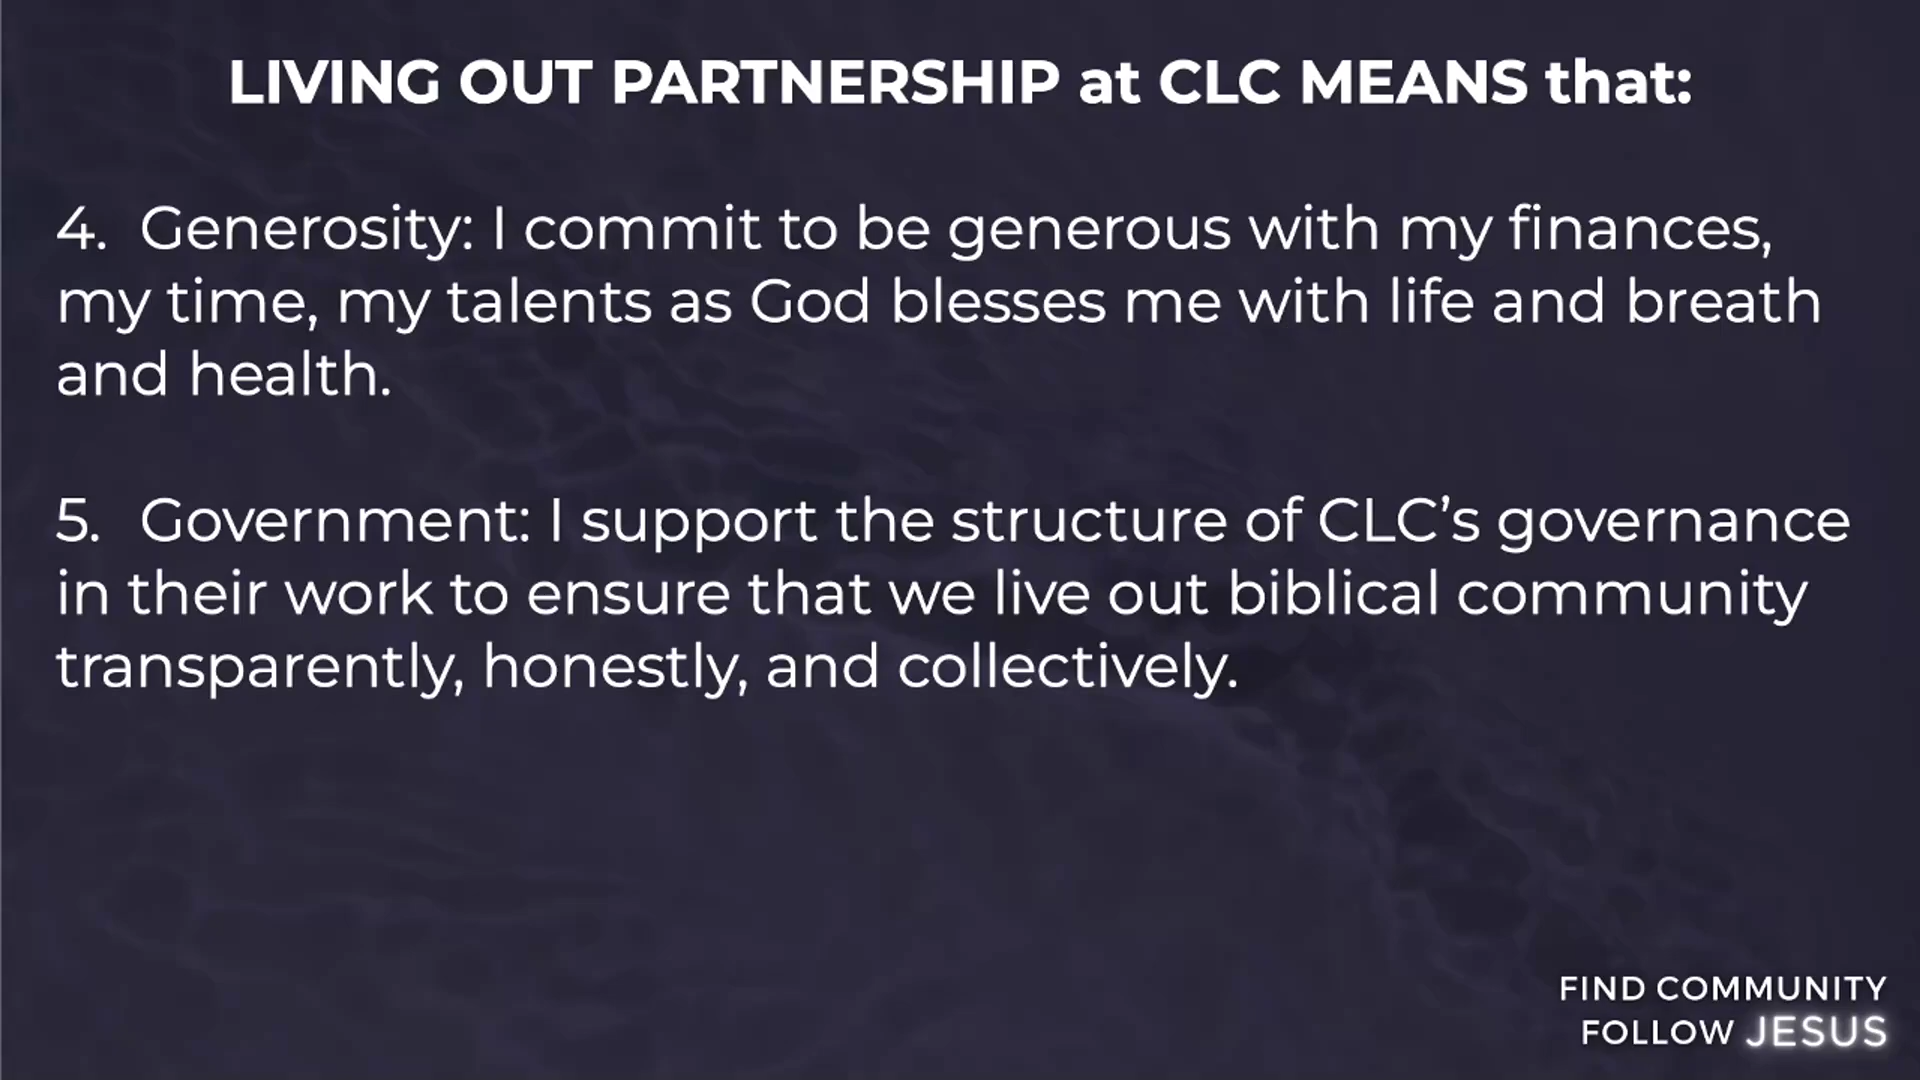 LIVING OUT PARTNERSHIP at CLC MEANS that:
4. Generosity: I commit to be generous with my finances,
my time, my talents as God blesses me with life and breath
and health.
5. Government: I support the structure of CLC’s governance
in their work to ensure that we live out biblical community
transparently, honestly, and collectively.
FIND COMMUNITY
FOLLOW JESUS